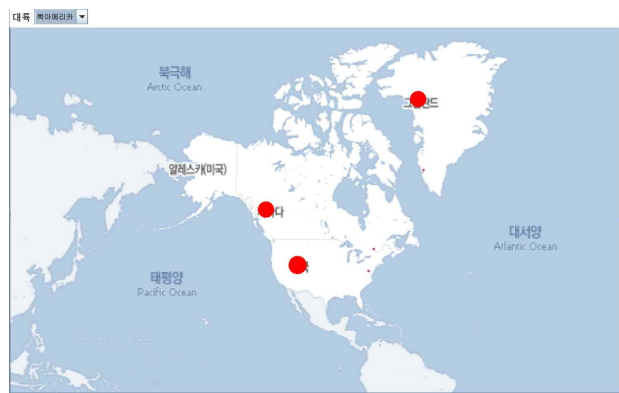 대륙 북아메리카
북극해
Arctic Ocean
알레스카(미국)
대서양
Atlantic Ocean
태평양
Pacific Ocean